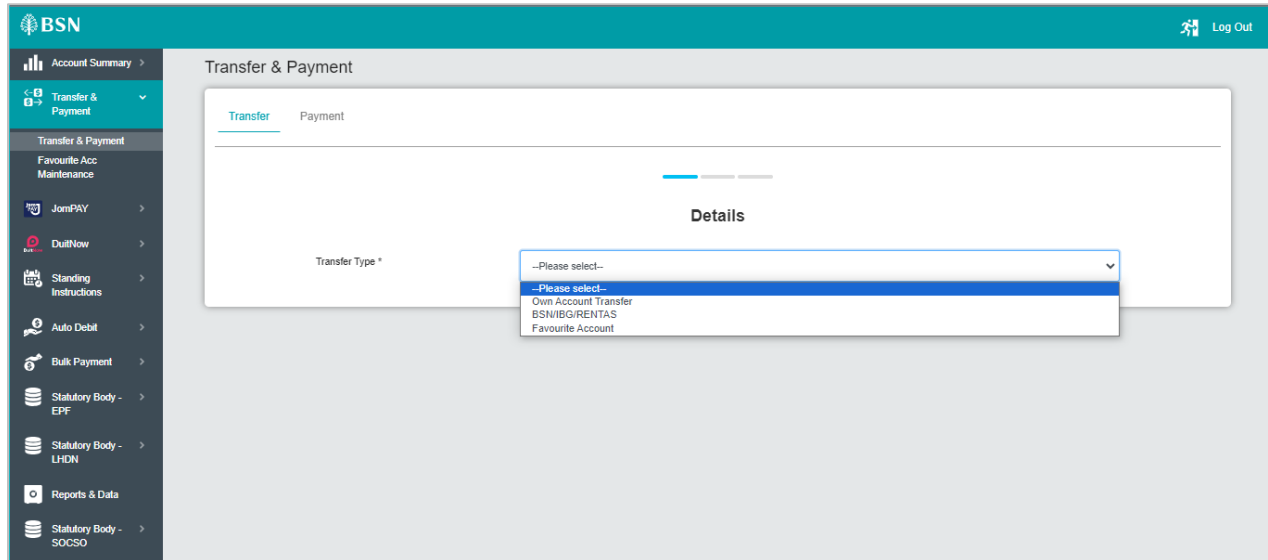 BSN
Log Out
Account Summary
Transfer &
Payment
Transfer & Payment
Favourite Acc
Maintenance
JomPAY
DuitNow
Standing
Instructions
Auto Debit
Bulk Payment
Statutory Body -
EPF
Statutory Body -
LHDN
Reports & Data
Statutory Body -
SOCSO
Transfer & Payment
Transfer Payment
Details
Transfer Type *
--Please select--
--Please select--
Own Account Transfer
BSN/IBG/RENTAS
Favourite Account